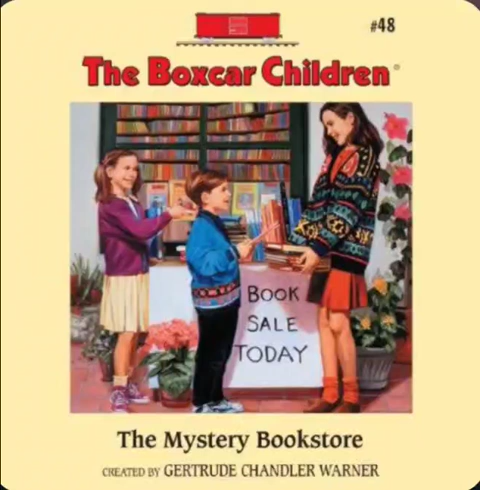 #48
The Boxcar Children®
BOOK
SALE
TODAY
The Mystery Bookstore
CREATED BY GERTRUDE CHANDLER WARNER